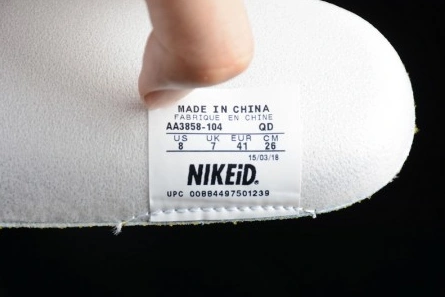 MADE IN CHINA
FABRIQUE EN CHINE
AA3858-104 QD
US UK EUR CM
8 7 41 26
15/03/18
NIKEiD.
UPC 00884497501239